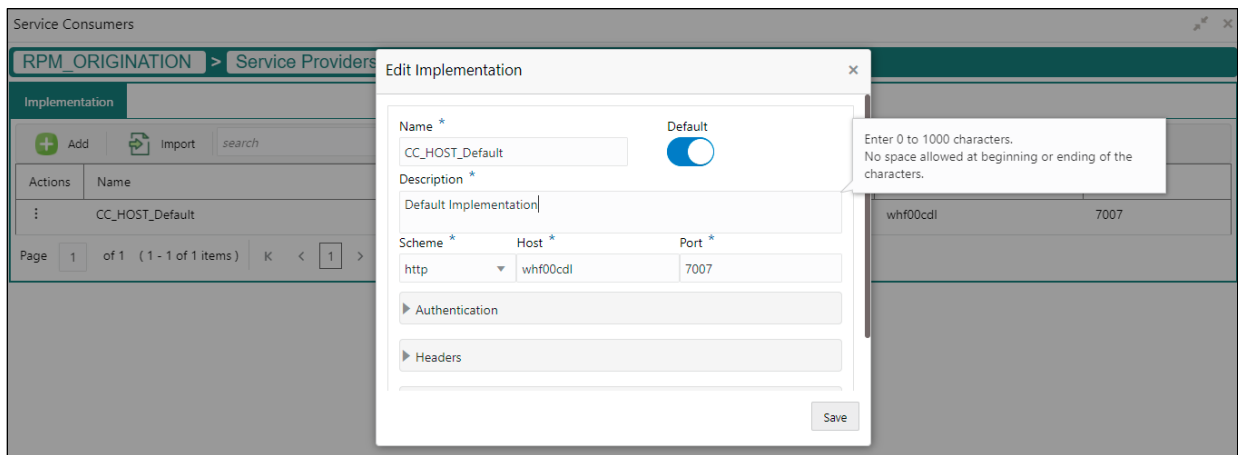 Service Consumers
RPM_ORIGINATION > Service Providers
Implementation
Add Import search
Actions Name
CC_HOST_Default whf00cdl 7007
Page 1 of 1 (1 - 1 of 1 items) K < 1 >
Edit Implementation ×
Name * Default
CC_HOST_Default
Description *
Default Implementation
Scheme * Host * Port *
http whf00cdl 7007
Authentication
Headers
Save
Enter 0 to 1000 characters.
No space allowed at beginning or ending of the
characters.